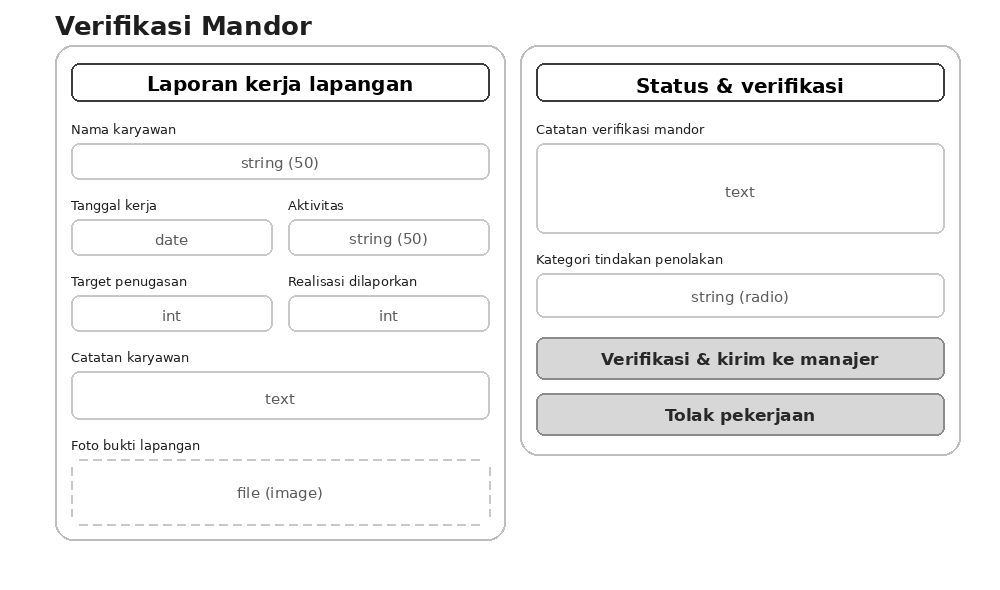 Verifikasi Mandor
Laporan kerja lapangan
Nama karyawan
string (50)
Tanggal kerja
Aktivitas
date
string (50)
Target penugasan
Realisasi dilaporkan
int
int
Catatan karyawan
text
Foto bukti lapangan
file (image)
Status & verifikasi
Catatan verifikasi mandor
text
Kategori tindakan penolakan
string (radio)
Verifikasi & kirim ke manajer
Tolak pekerjaan